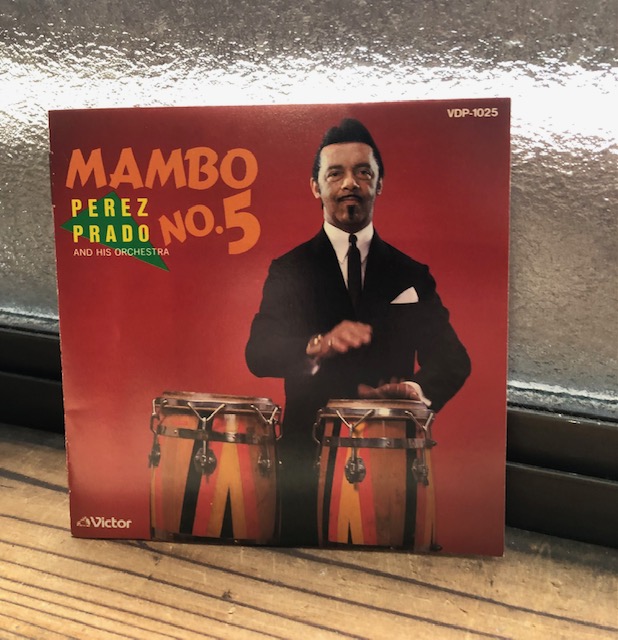 VDP-1025
MAMBO
NO.5
PEREZ
PRADO
AND HIS ORCHESTRA
Victor